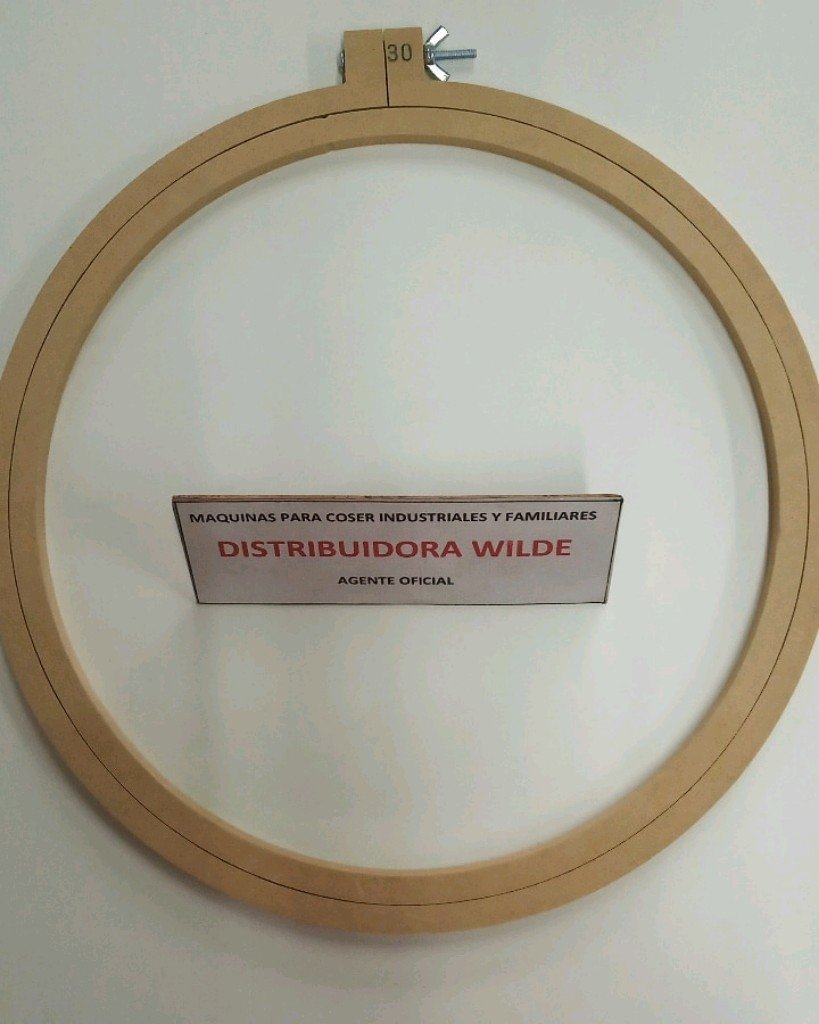 30
MAQUINAS PARA COSER INDUSTRIALES Y FAMILIARES
DISTRIBUIDORA WILDE
AGENTE OFICIAL